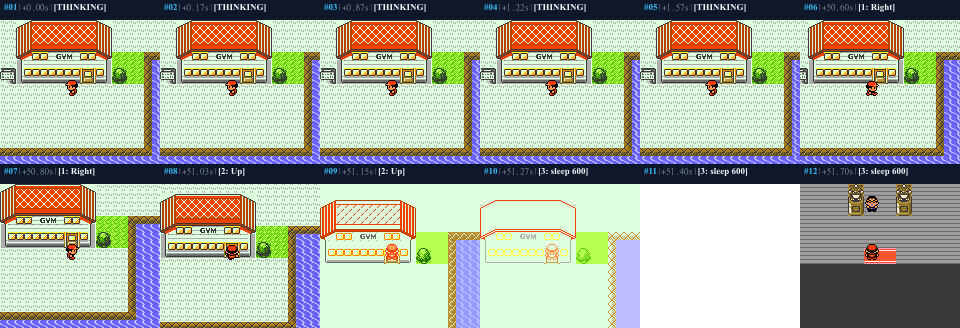 #01 | +0.00s | [THINKING]
#02 | +0.17s | [THINKING]
#03 | +0.87s | [THINKING]
#04 | +1.22s | [THINKING]
#05 | +1.57s | [THINKING]
#06 | +50.60s | [1: Right]
GYM
GYM
GYM
GYM
GYM
GYM
#07 | +50.80s | [1: Right]
#08 | +51.03s | [2: Up]
#09 | +51.15s | [2: Up]
#10 | +51.27s | [3: sleep 600]
#11 | +51.40s | [3: sleep 600]
#12 | +51.70s | [3: sleep 600]
GYM
GYM
GYM
GYM